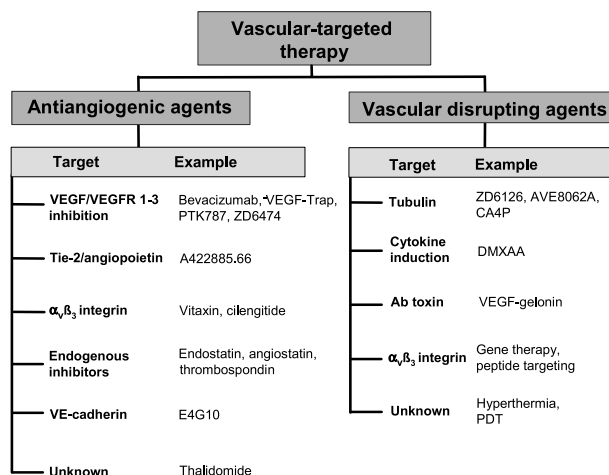 Vascular-targeted
therapy
Antiangiogenic agents
Target Example
VEGF/VEGFR 1-3 Bevacizumab, VEGF-Trap,
inhibition PTK787, ZD6474
Tie-2/angiopoietin A422885.66
αvß3 integrin Vitaxin, cilengitide
Endogenous Endostatin, angiostatin,
inhibitors thrombospondin
VE-cadherin E4G10
Unknown Thalidomide
Vascular disrupting agents
Target Example
Tubulin ZD6126, AVE8062A,
CA4P
Cytokine
induction DMXAA
Ab toxin VEGF-gelonin
αvß3 integrin Gene therapy,
peptide targeting
Unknown Hyperthermia,
PDT